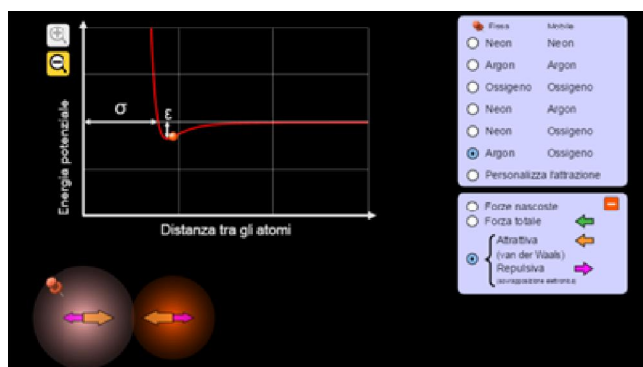 σ
ε
Energia potenziale
Distanza tra gli atomi
Fissa Mobile
Neon Neon
Argon Argon
Ossigeno Ossigeno
Neon Argon
Neon Ossigeno
Argon Ossigeno
Personalizza l'attrazione
Forze nascoste
Forza totale
Attrattiva
(van der Waals)
Repulsiva